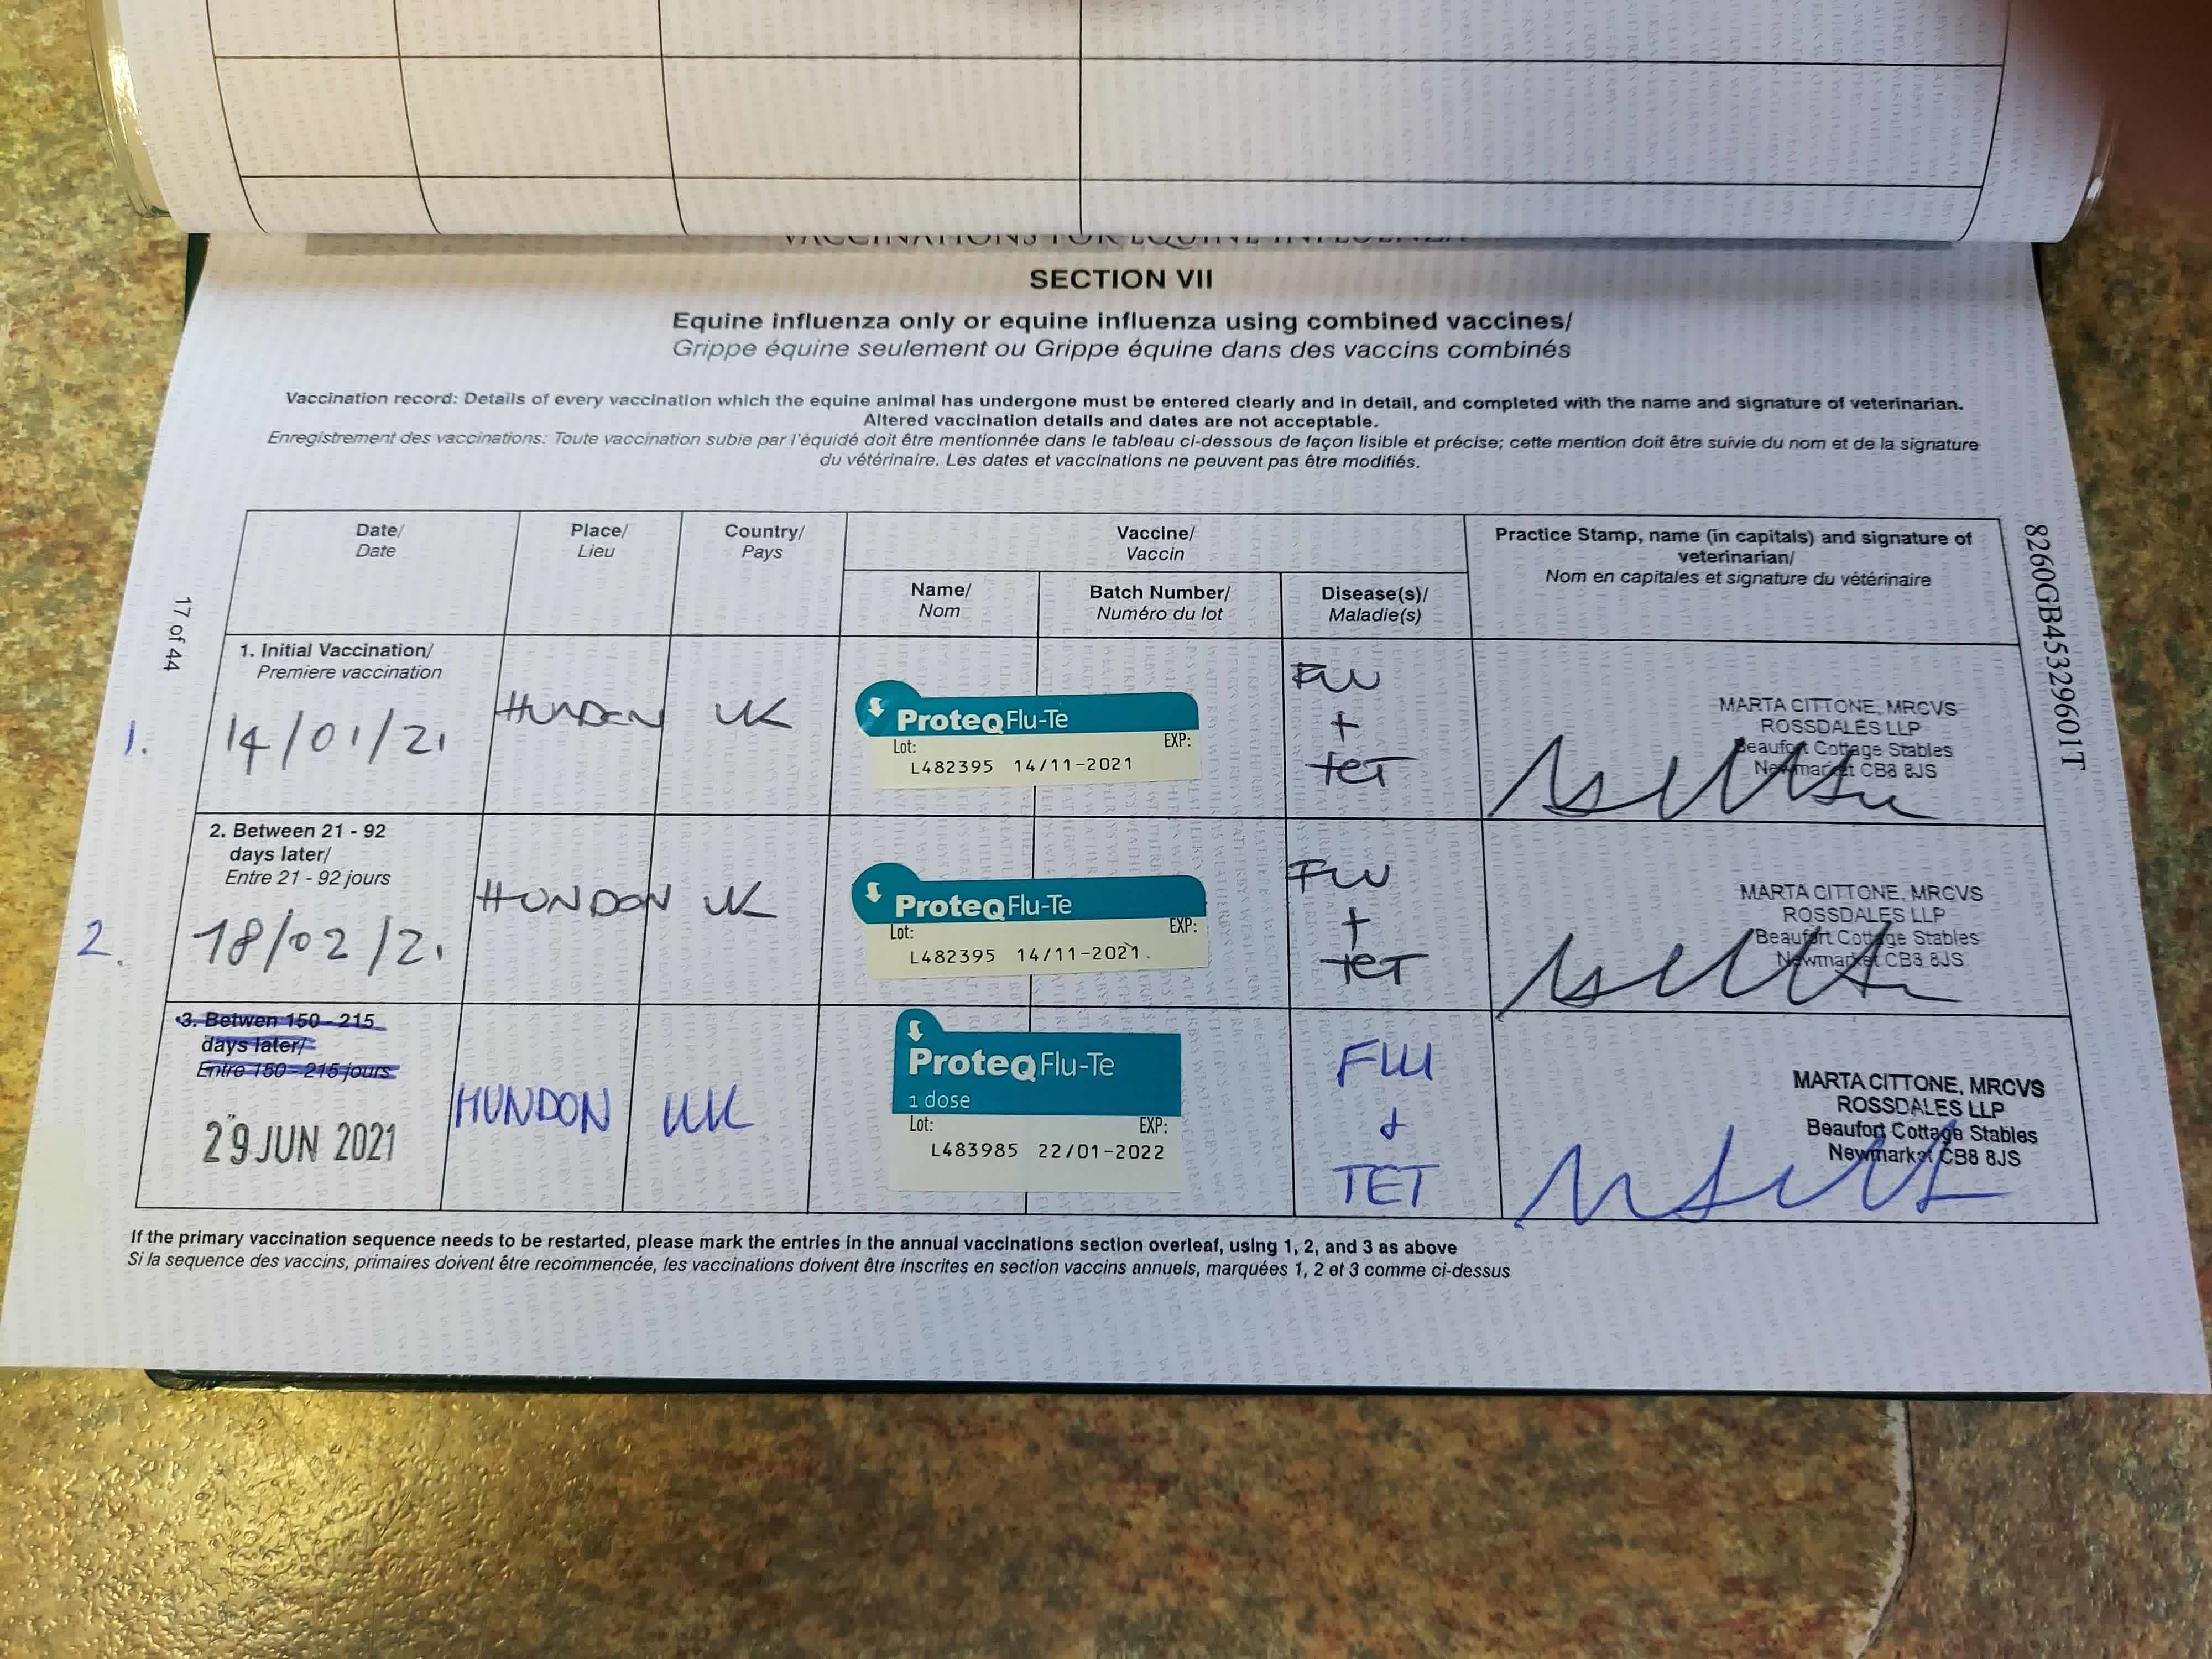 VACCINATIONS FOR EQUINE INFLUENZA
SECTION VII
Equine influenza only or equine influenza using combined vaccines/
Grippe équine seulement ou Grippe équine dans des vaccins combinés
Vaccination record: Details of every vaccination which the equine animal has undergone must be entered clearly and in detail, and completed with the name and signature of veterinarian.
Altered vaccination details and dates are not acceptable.
Enregistrement des vaccinations: Toute vaccination subie par l'équidé doit être mentionnée dans le tableau ci-dessous de façon lisible et précise; cette mention doit être suivie du nom et de la signature
du vétérinaire. Les dates et vaccinations ne peuvent pas être modifiés.
17 of 44
8260GB45329601T
Date/
Date
Place/
Lieu
Country/
Pays
Vaccine/
Vaccin
Name/
Nom
Batch Number/
Numéro du lot
Disease(s)/
Maladie(s)
Practice Stamp, name (in capitals) and signature of
veterinarian/
Nom en capitales et signature du vétérinaire
1.
1. Initial Vaccination/
Premiere vaccination
14/01/21
HUNDEN
UK
ProteqFlu-Te
Lot: EXP:
L482395 14/11-2021
FLU
+
tET
MARTA CITTONE, MRCVS
ROSSDALES LLP
Beaufort Cottage Stables
Newmarket CB8 8JS
2.
2. Between 21 - 92
days later/
Entre 21 - 92 jours
18/02/21
HUNDON
UK
ProteqFlu-Te
Lot: EXP:
L482395 14/11-2021
FLU
+
tET
MARTA CITTONE, MRCVS
ROSSDALES LLP
Beaufort Cottage Stables
Newmarket CB8 8JS
3. Betwen 150 - 215
days later/
Entre 150 - 215 jours
29 JUN 2021
HUNDON
UK
ProteqFlu-Te
1 dose
Lot: EXP:
L483985 22/01-2022
FLU
&
TET
MARTA CITTONE, MRCVS
ROSSDALES LLP
Beaufort Cottage Stables
Newmarket CB8 8JS
If the primary vaccination sequence needs to be restarted, please mark the entries in the annual vaccinations section overleaf, using 1, 2, and 3 as above
Si la sequence des vaccins, primaires doivent être recommencée, les vaccinations doivent être inscrites en section vaccins annuels, marquées 1, 2 et 3 comme ci-dessus